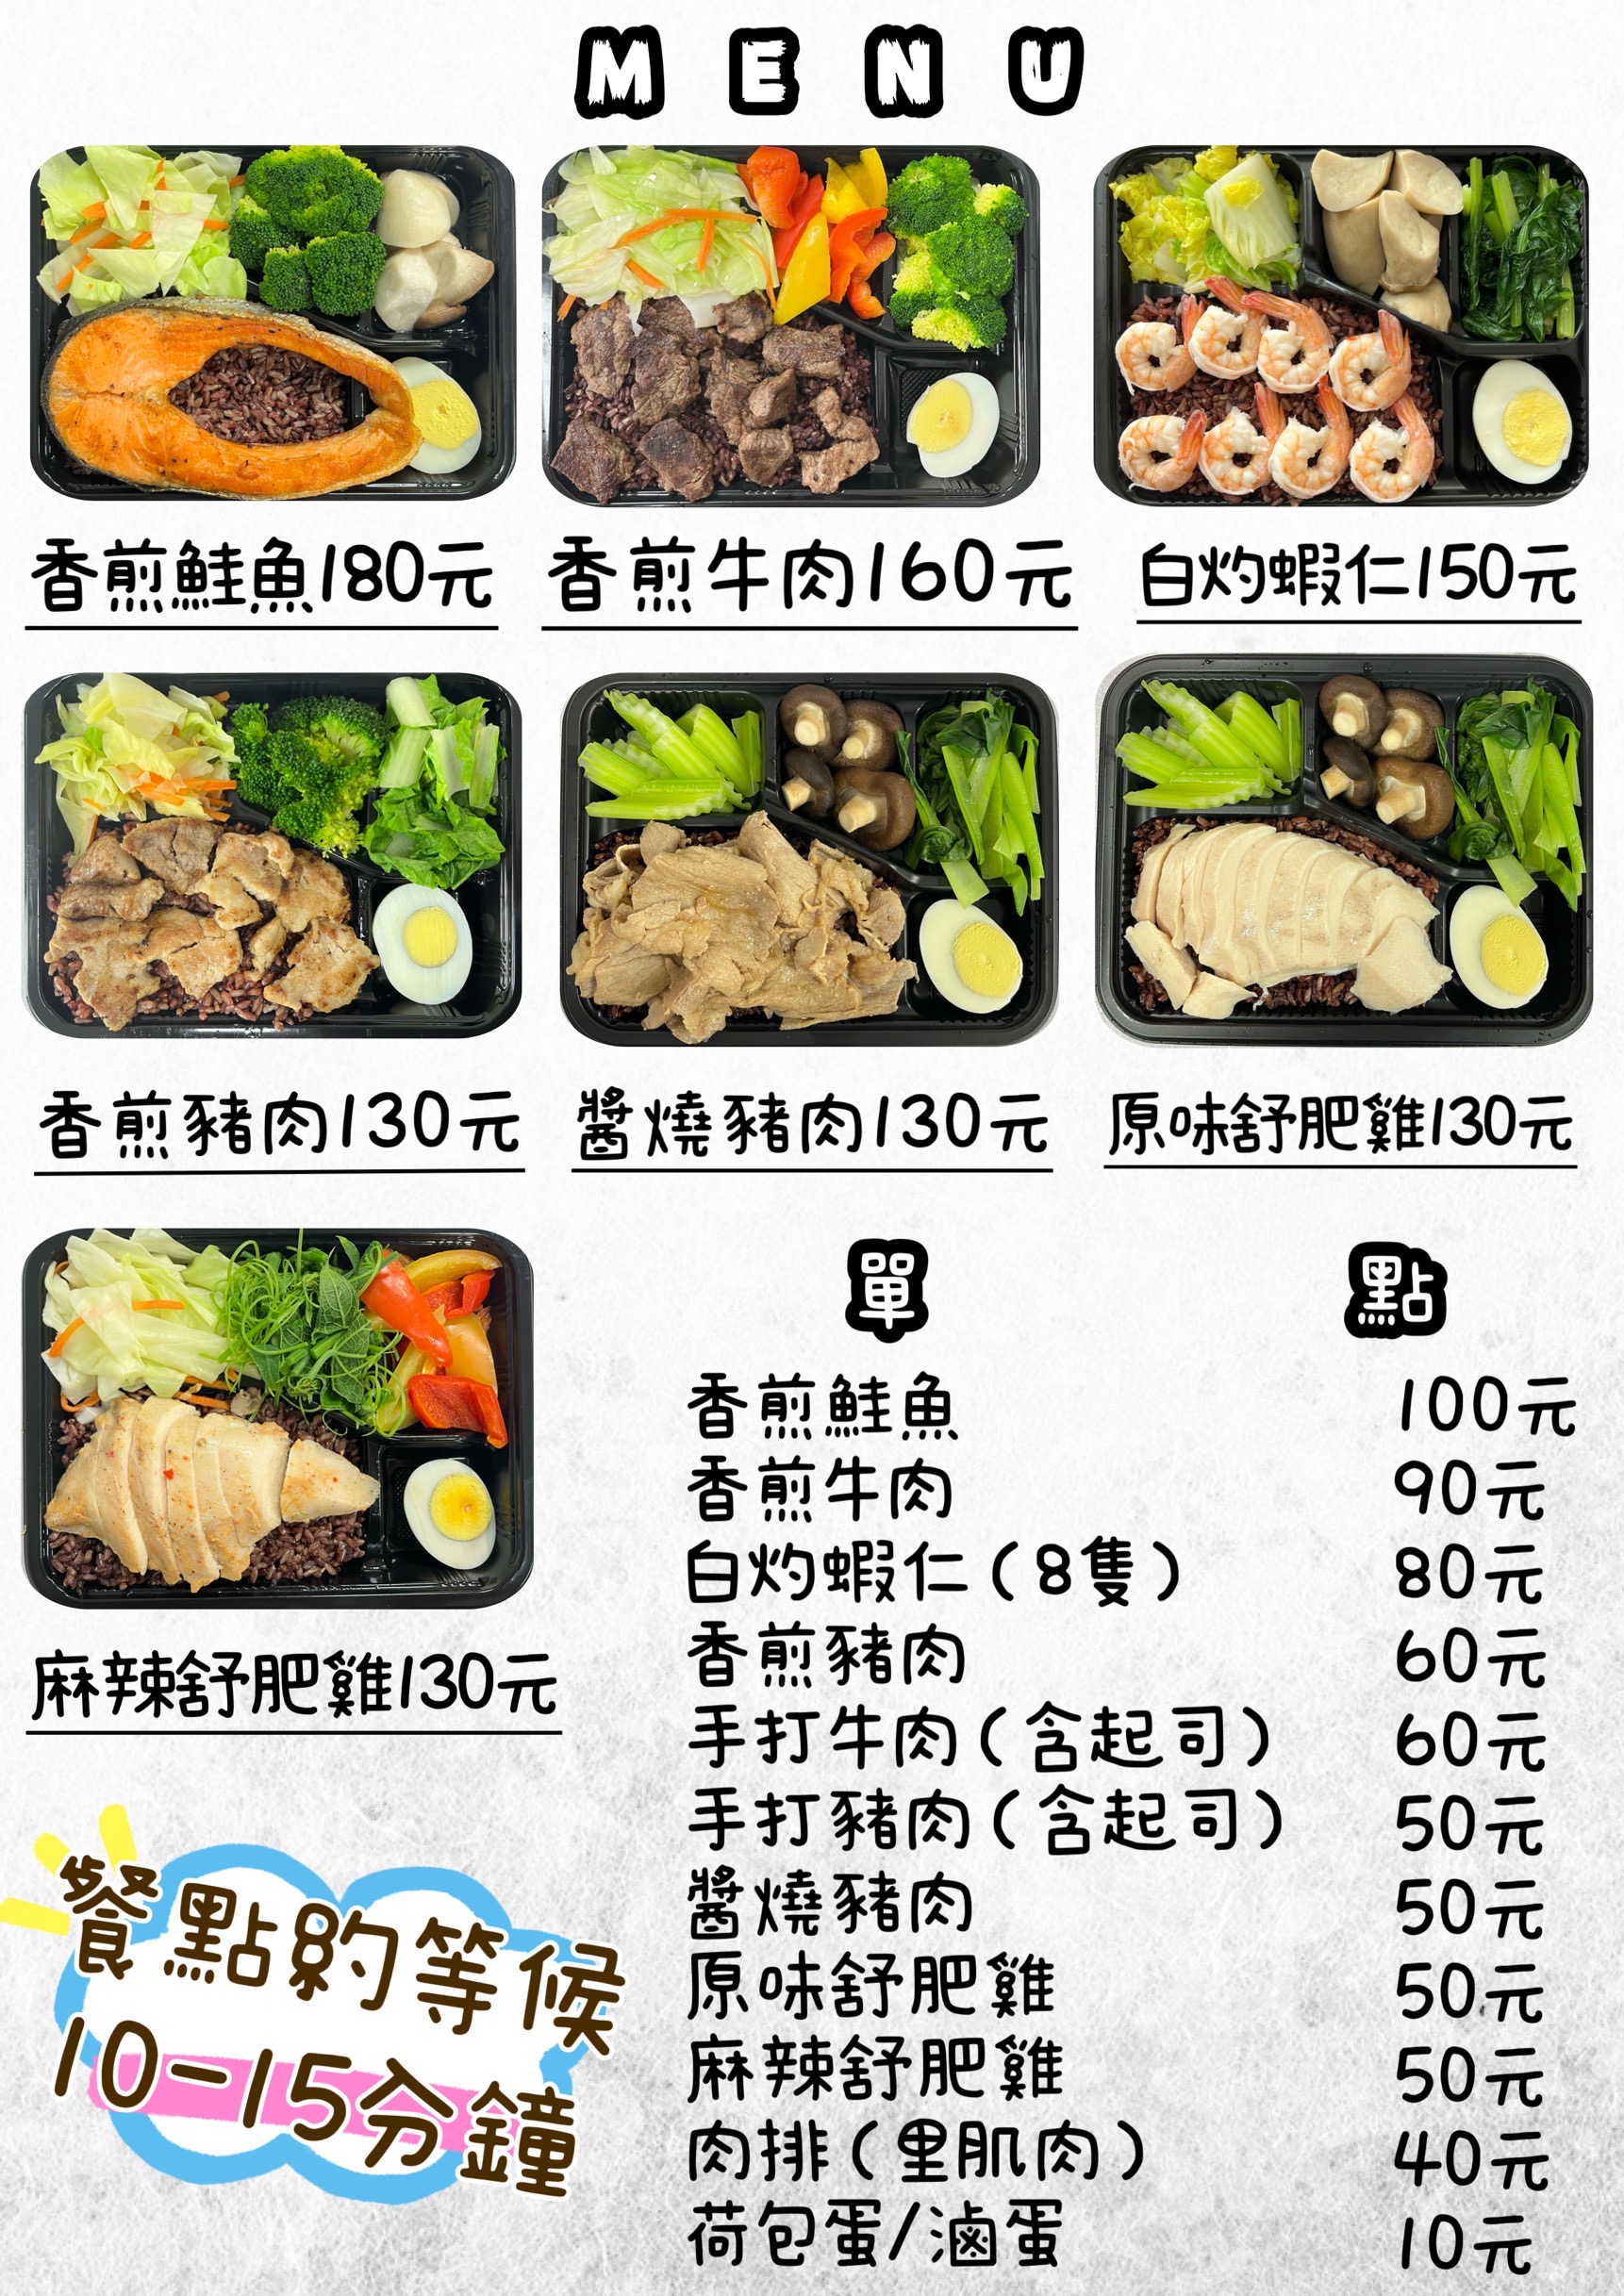 MENU
香煎鮭魚180元
香煎牛肉160元
白灼蝦仁150元
香煎豬肉130元
醬燒豬肉130元
原味舒肥雞130元
麻辣舒肥雞130元
單點
香煎鮭魚 100元
香煎牛肉 90元
白灼蝦仁(8隻) 80元
香煎豬肉 60元
手打牛肉(含起司) 60元
手打豬肉(含起司) 50元
醬燒豬肉 50元
原味舒肥雞 50元
麻辣舒肥雞 50元
肉排(里肌肉) 40元
荷包蛋/滷蛋 10元
餐點約等候
10-15分鐘